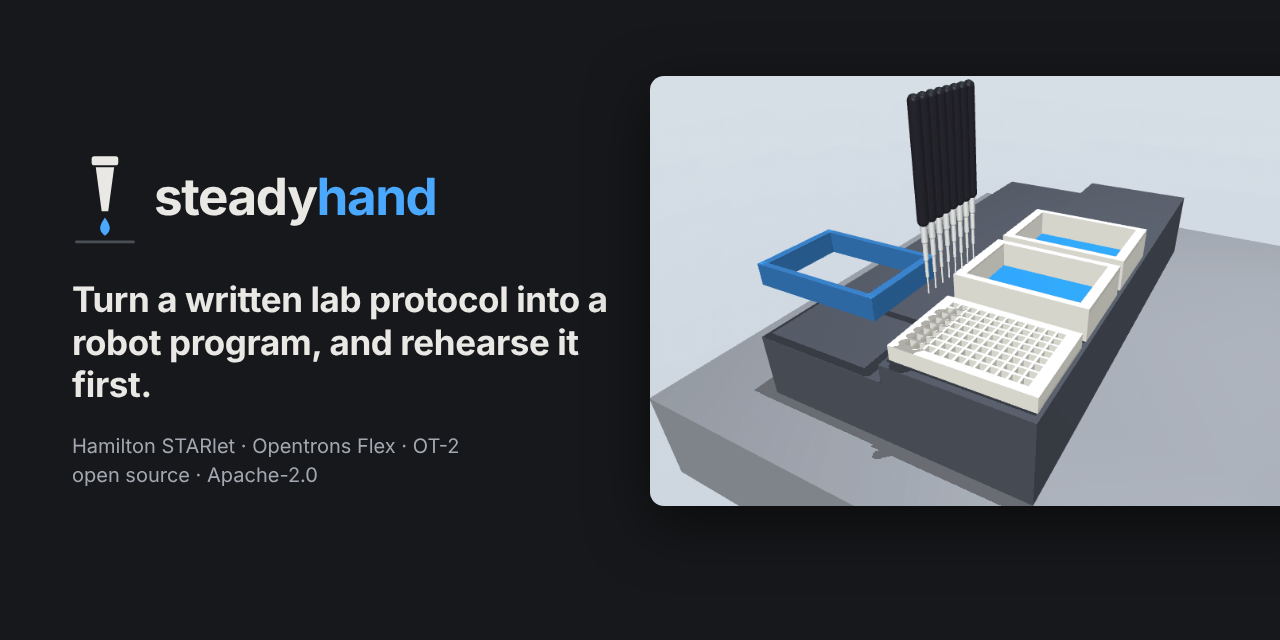 steadyhand
Turn a written lab protocol into a
robot program, and rehearse it
first.
Hamilton STARlet · Opentrons Flex · OT-2
open source · Apache-2.0